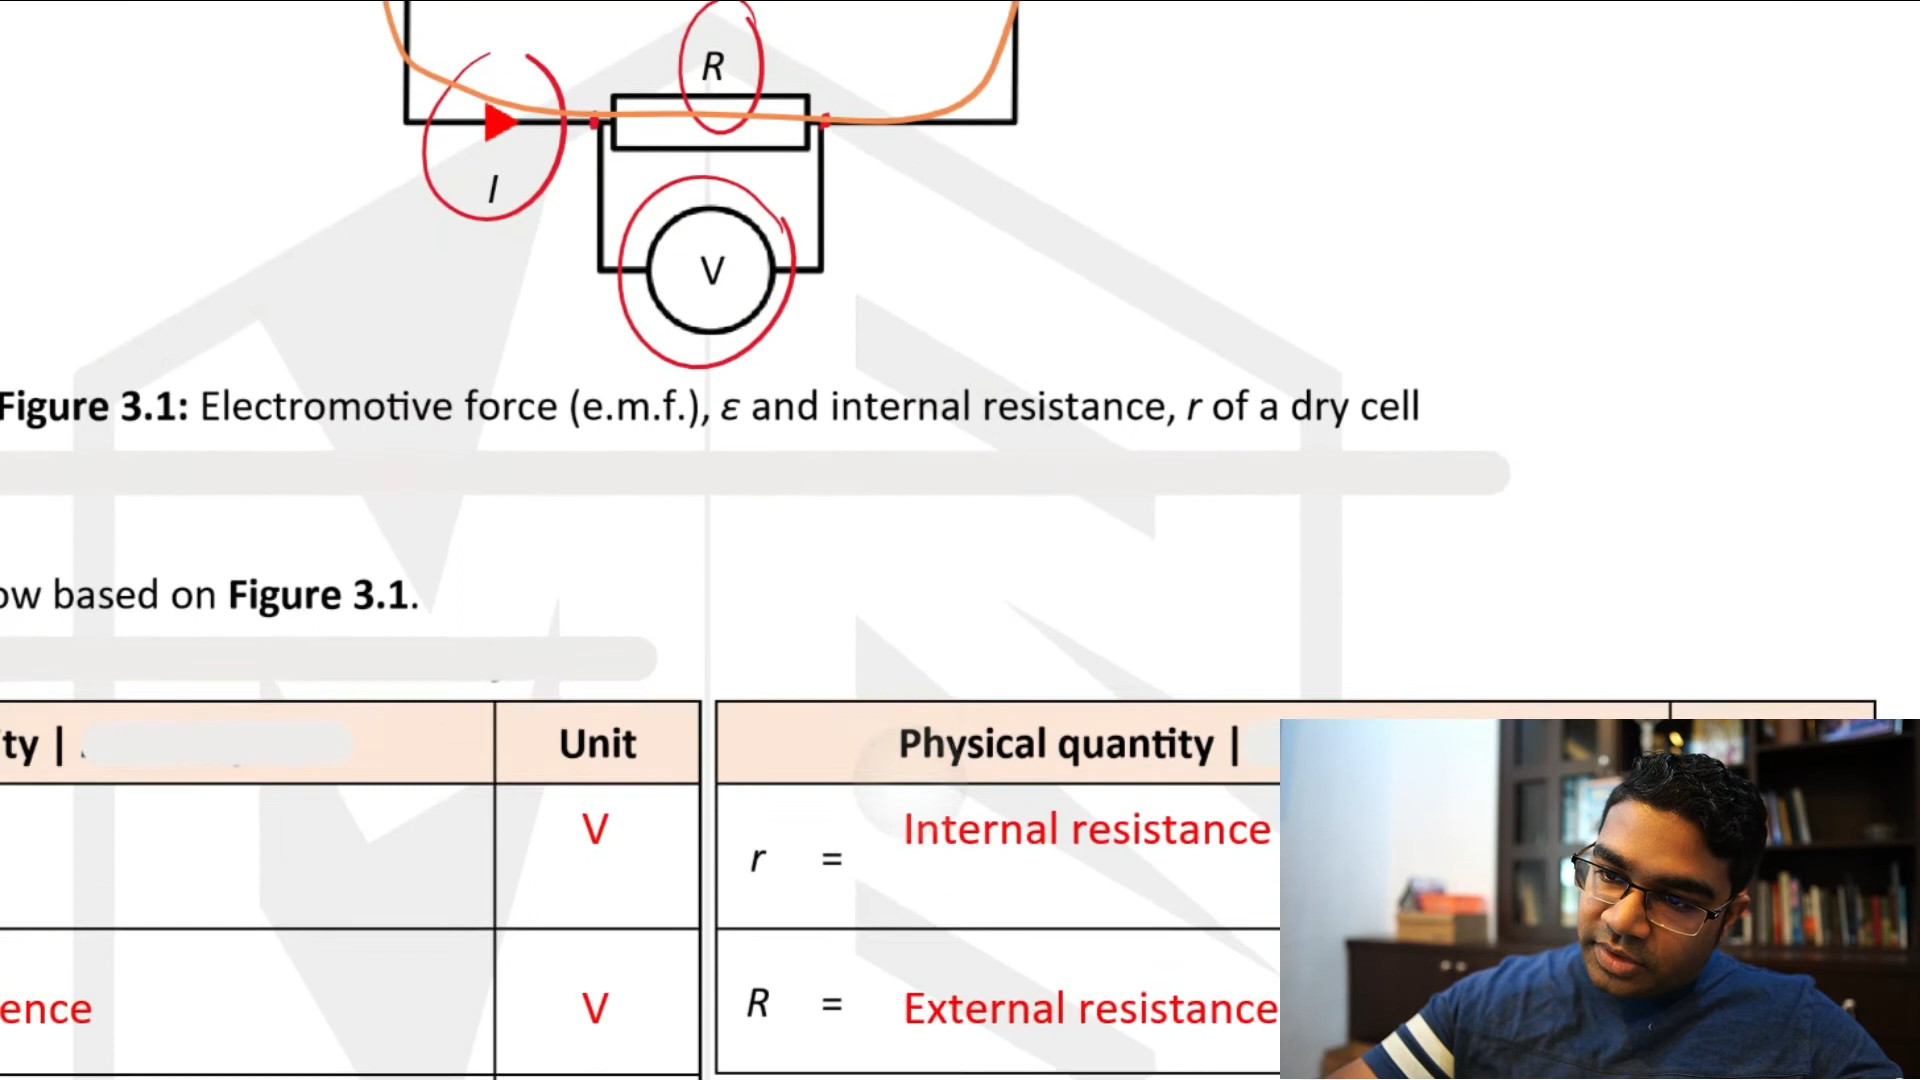 R
I
V
Figure 3.1: Electromotive force (e.m.f.), ε and internal resistance, r of a dry cell
ow based on Figure 3.1.
ty | Unit
V
ence V
Physical quantity |
r = Internal resistance
R = External resistance